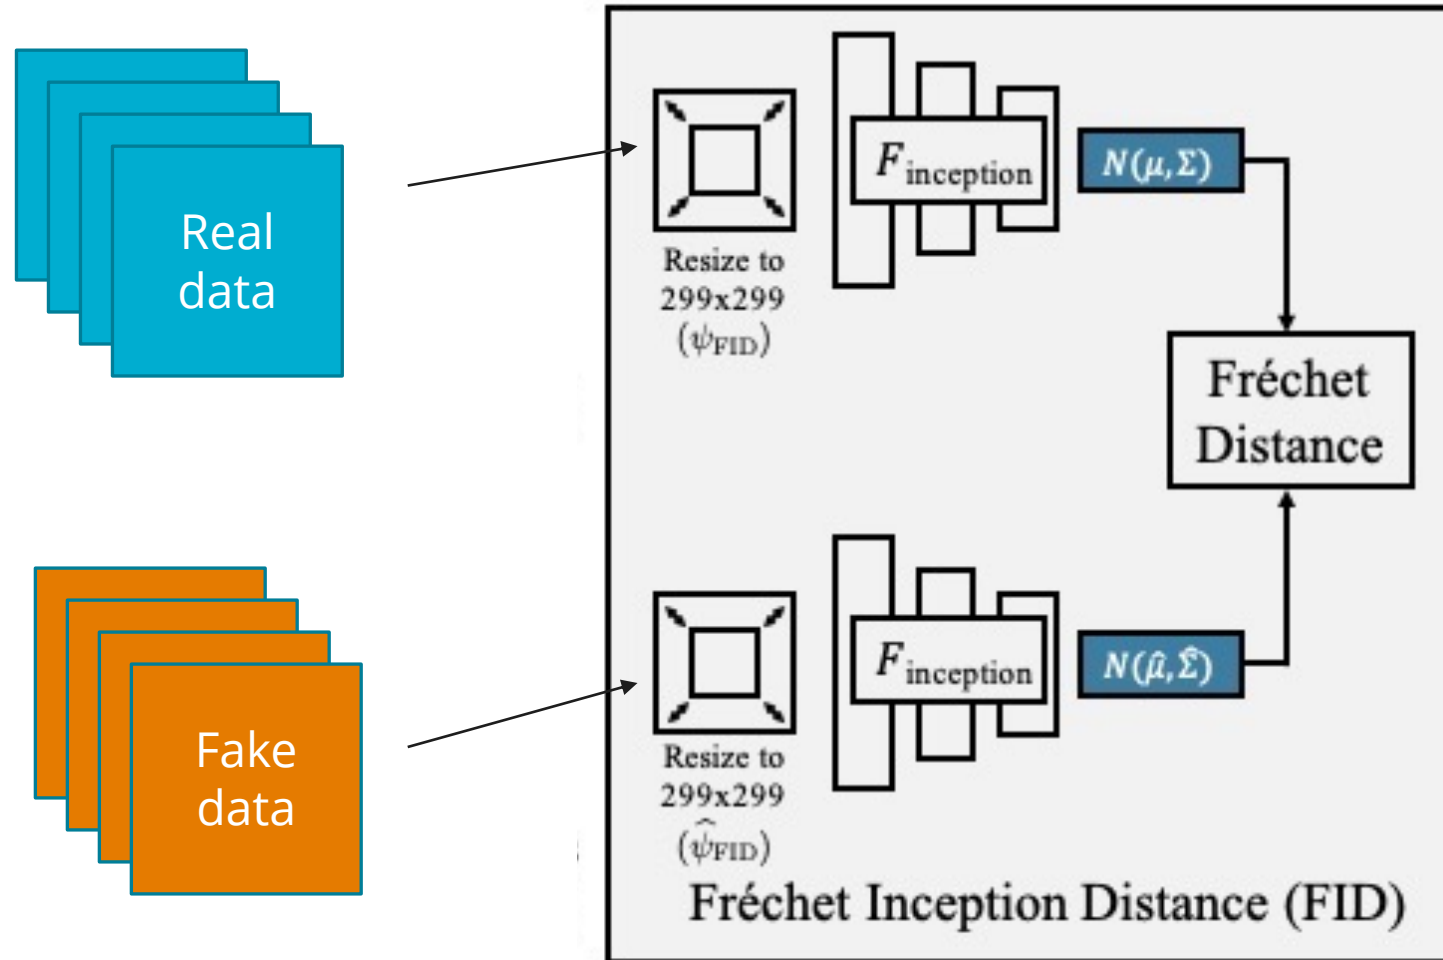 Real
data
Resize to
299x299
(ψFID)
Finception
N(μ,Σ)
Fréchet
Distance
Fake
data
Resize to
299x299
(ψ̂FID)
Finception
N(μ̂,Σ̂)
Fréchet Inception Distance (FID)